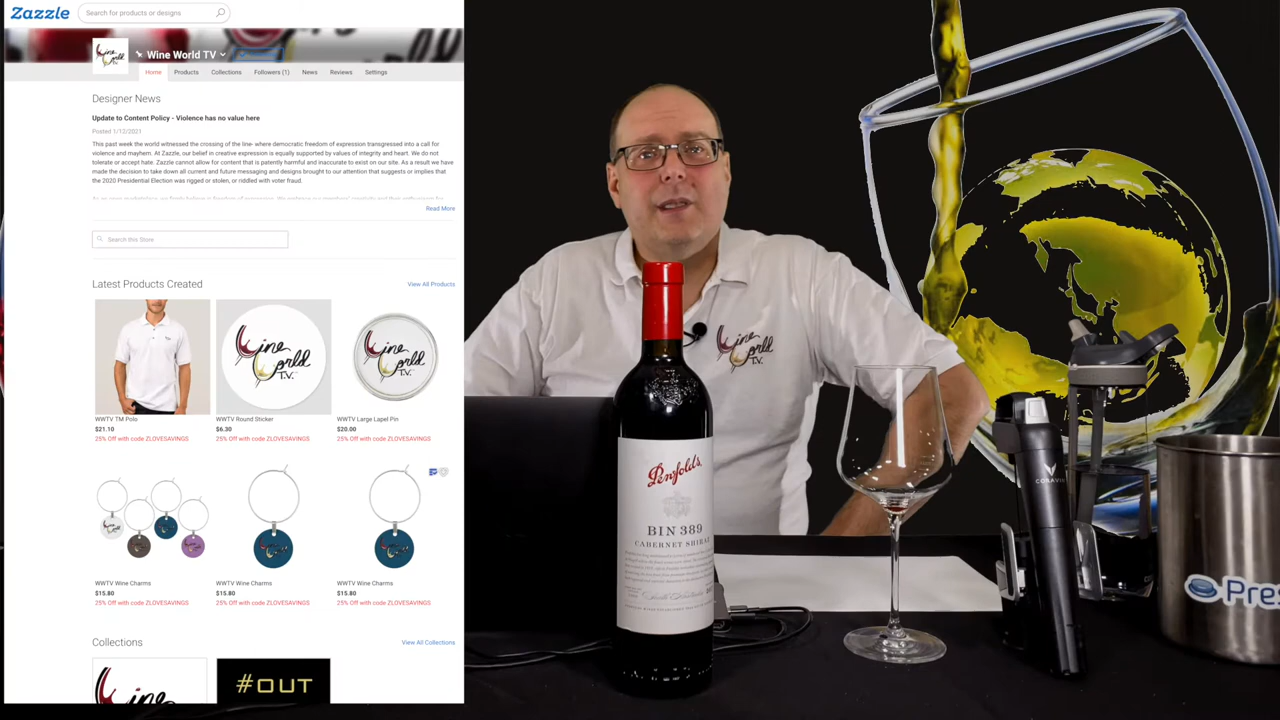 Zazzle
Search for products or designs
Wine World TV
Wine World TV
Home Products Collections Followers (1) News Reviews Settings
Designer News
Update to Content Policy - Violence has no value here
Posted 1/12/2021
This past week the world witnessed the crossing of the line- where democratic freedom of expression transgressed into a call for
violence and mayhem. At Zazzle, our belief in creative expression is equally supported by values of integrity and heart. We do not
tolerate or accept hate. Zazzle cannot allow for content that is patently harmful and inaccurate to exist on our site. As a result we have
made the decision to take down all current and future messaging and designs brought to our attention that suggests or implies that
the 2020 Presidential Election was rigged or stolen, or riddled with voter fraud.
Read More
Search this Store
Latest Products Created
View All Products
Wine World T.V.
Wine World T.V.
WWTV TM Polo
$21.10
25% Off with code ZLOVESAVINGS
WWTV Round Sticker
$6.30
25% Off with code ZLOVESAVINGS
WWTV Large Lapel Pin
$20.00
25% Off with code ZLOVESAVINGS
WWTV Wine Charms
$15.80
25% Off with code ZLOVESAVINGS
WWTV Wine Charms
$15.80
25% Off with code ZLOVESAVINGS
WWTV Wine Charms
$15.80
25% Off with code ZLOVESAVINGS
Collections
View All Collections
Wine
#OUT
Wine World T.V.
Penfolds
BIN 389
CABERNET SHIRAZ
CORAVIN
Pres